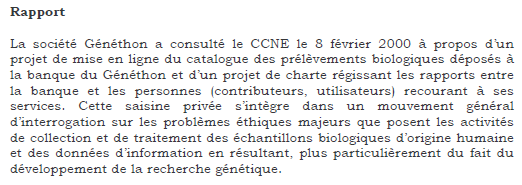 Rapport
La société Généthon a consulté le CCNE le 8 février 2000 à propos d'un
projet de mise en ligne du catalogue des prélèvements biologiques déposés à
la banque du Généthon et d'un projet de charte régissant les rapports entre
la banque et les personnes (contributeurs, utilisateurs) recourant à ses
services. Cette saisine privée s'intègre dans un mouvement général
d'interrogation sur les problèmes éthiques majeurs que posent les activités
de collection et de traitement des échantillons biologiques d'origine humaine
et des données d'information en résultant, plus particulièrement du fait du
développement de la recherche génétique.